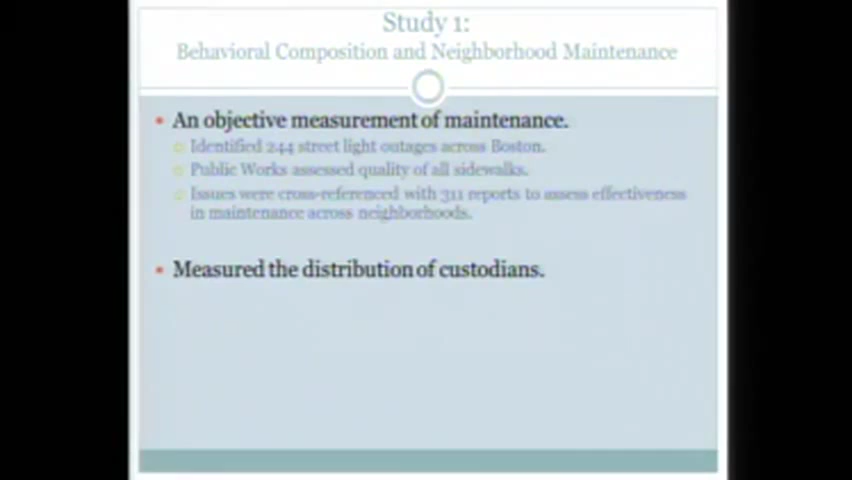 Study 1:
Behavioral Composition and Neighborhood Maintenance
An objective measurement of maintenance.
Identified 244 street light outages across Boston.
Public Works assessed quality of all sidewalks.
Issues were cross-referenced with 311 reports to assess effectiveness
in maintenance across neighborhoods.
Measured the distribution of custodians.